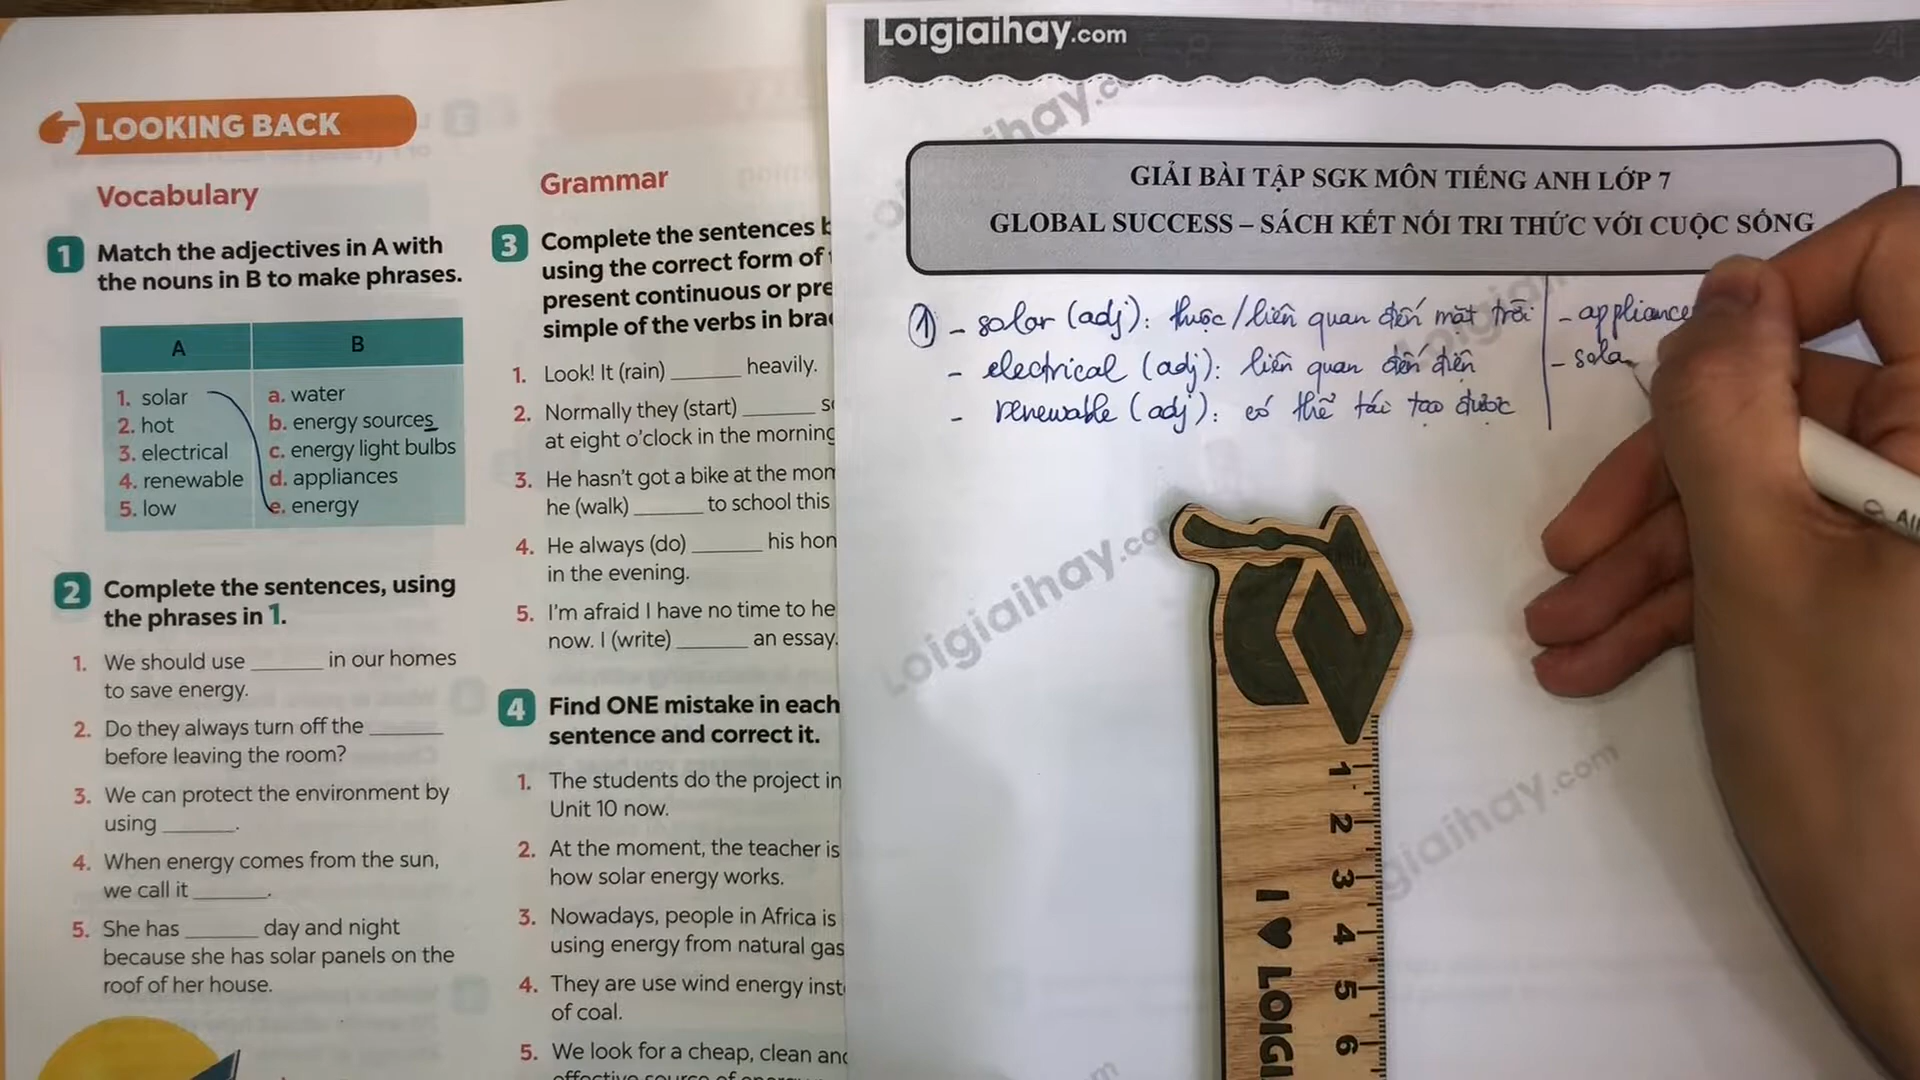 LOOKING BACK
Vocabulary
1 Match the adjectives in A with
the nouns in B to make phrases.
A B
1. solar a. water
2. hot b. energy sources
3. electrical c. energy light bulbs
4. renewable d. appliances
5. low e. energy
2 Complete the sentences, using
the phrases in 1.
1. We should use ______ in our homes
to save energy.
2. Do they always turn off the ______
before leaving the room?
3. We can protect the environment by
using ______.
4. When energy comes from the sun,
we call it ______.
5. She has ______ day and night
because she has solar panels on the
roof of her house.
Grammar
3 Complete the sentences
using the correct form of
present continuous or
simple of the verbs in
1. Look! It (rain) ______ heavily.
2. Normally they (start) ______
at eight o'clock in the morning
3. He hasn't got a bike at the
he (walk) ______ to school this
4. He always (do) ______ his
in the evening.
5. I'm afraid I have no time to
now. I (write) ______ an essay.
4 Find ONE mistake in each
sentence and correct it.
1. The students do the project in
Unit 10 now.
2. At the moment, the teacher is
how solar energy works.
3. Nowadays, people in Africa is
using energy from natural gas
4. They are use wind energy
of coal.
5. We look for a cheap, clean
Loigiaihay.com
GIẢI BÀI TẬP SGK MÔN TIẾNG ANH LỚP 7
GLOBAL SUCCESS – SÁCH KẾT NỐI TRI THỨC VỚI CUỘC SỐNG
1 - solar (adj): thuộc/liên quan đến mặt trời
- electrical (adj): liên quan đến điện
- renewable (adj): có thể tái tạo được
- appliance
- sola
Loigiaihay.com
1
2
3
4
5
6
I ♥ LOIGI